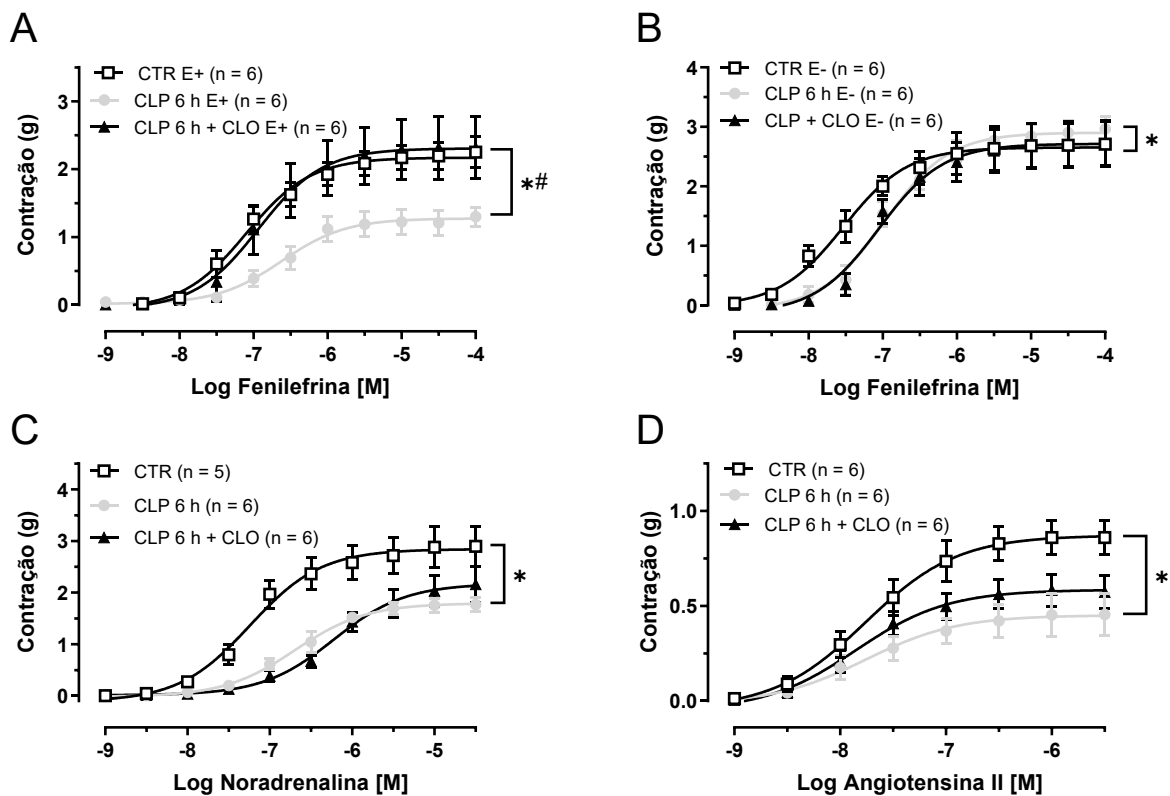 A
CTR E+ (n = 6)
CLP 6 h E+ (n = 6)
CLP 6 h + CLO E+ (n = 6)
Contração (g)
3
2
1
0
*#
-9 -8 -7 -6 -5 -4
Log Fenilefrina [M]
B
CTR E- (n = 6)
CLP 6 h E- (n = 6)
CLP + CLO E- (n = 6)
Contração (g)
4
3
2
1
0
*
-9 -8 -7 -6 -5 -4
Log Fenilefrina [M]
C
CTR (n = 5)
CLP 6 h (n = 6)
CLP 6 h + CLO (n = 6)
Contração (g)
4
3
2
1
0
*
-9 -8 -7 -6 -5
Log Noradrenalina [M]
D
CTR (n = 6)
CLP 6 h (n = 6)
CLP 6 h + CLO (n = 6)
Contração (g)
1.0
0.5
0.0
*
-9 -8 -7 -6
Log Angiotensina II [M]